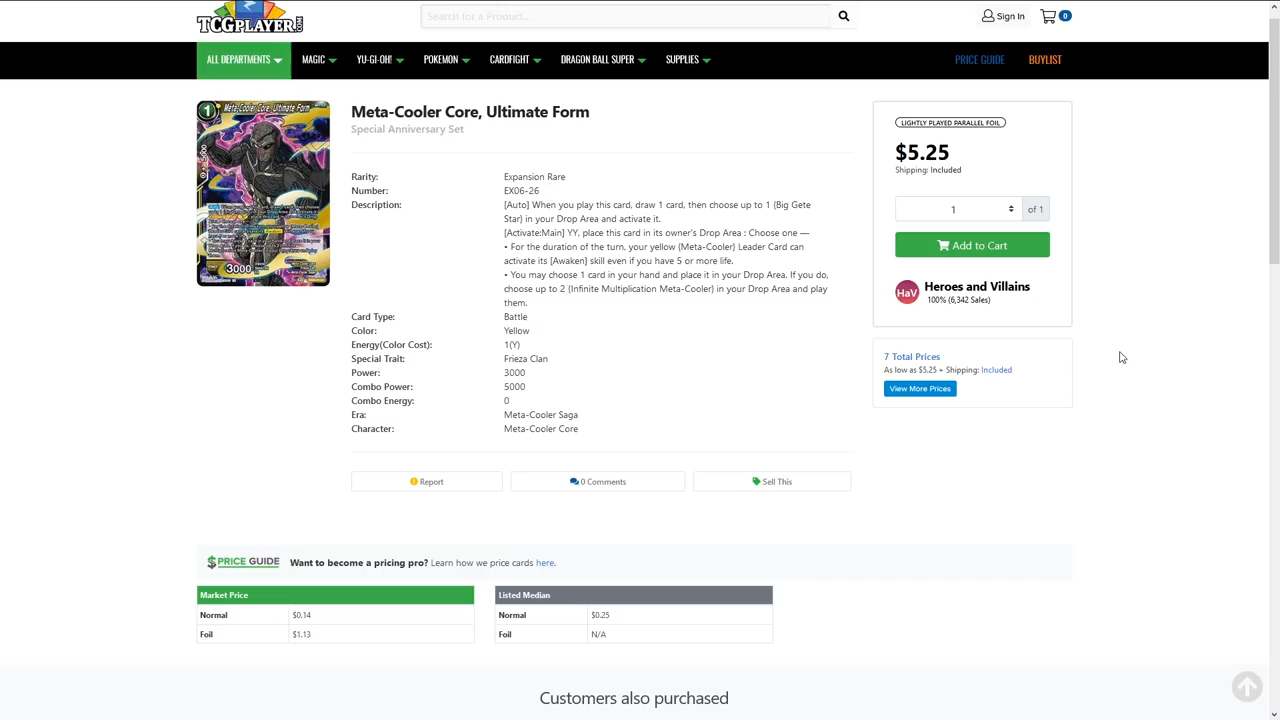 TCGPLAYER.COM
Search for a Product...
Sign In
0
ALL DEPARTMENTS
MAGIC
YU-GI-OH!
POKEMON
CARDFIGHT
DRAGON BALL SUPER
SUPPLIES
PRICE GUIDE
BUYLIST
1
Meta-Cooler Core, Ultimate Form
3000
Meta-Cooler Core, Ultimate Form
Special Anniversary Set
Rarity: Expansion Rare
Number: EX06-26
Description: [Auto] When you play this card, draw 1 card, then choose up to 1 {Big Gete
Star} in your Drop Area and activate it.
[Activate:Main] YY, place this card in its owner's Drop Area : Choose one —
• For the duration of the turn, your yellow (Meta-Cooler) Leader Card can
activate its [Awaken] skill even if you have 5 or more life.
• You may choose 1 card in your hand and place it in your Drop Area. If you do,
choose up to 2 {Infinite Multiplication Meta-Cooler} in your Drop Area and play
them.
Card Type: Battle
Color: Yellow
Energy(Color Cost): 1(Y)
Special Trait: Frieza Clan
Power: 3000
Combo Power: 5000
Combo Energy: 0
Era: Meta-Cooler Saga
Character: Meta-Cooler Core
Report
0 Comments
Sell This
LIGHTLY PLAYED PARALLEL FOIL
$5.25
Shipping: Included
1
of 1
Add to Cart
HaV
Heroes and Villains
100% (6,342 Sales)
7 Total Prices
As low as $5.25 + Shipping: Included
View More Prices
PRICE GUIDE
Want to become a pricing pro? Learn how we price cards here.
Market Price
Normal $0.14
Foil $1.13
Listed Median
Normal $0.25
Foil N/A
Customers also purchased